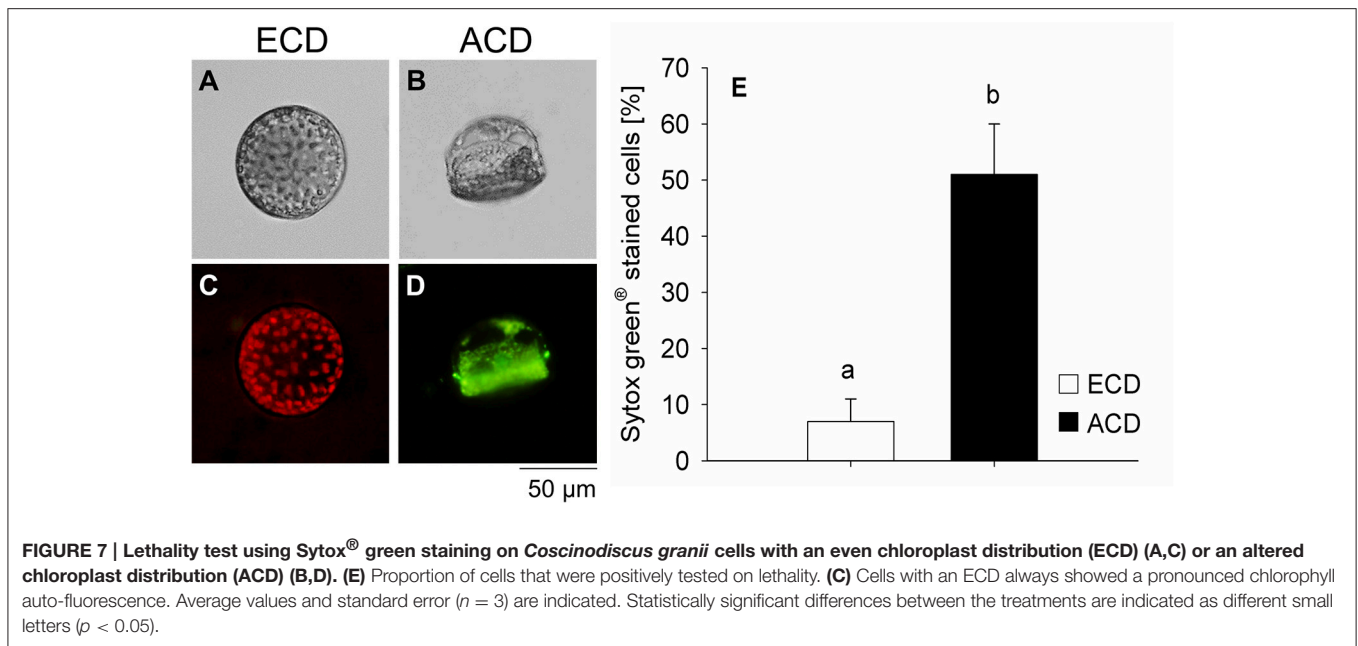 ECD ACD
A B
C D
50 µm
E
70
60
50
40
30
20
10
0
Sytox green® stained cells [%]
a
b
ECD
ACD
FIGURE 7 | Lethality test using Sytox® green staining on Coscinodiscus granii cells with an even chloroplast distribution (ECD) (A,C) or an altered
chloroplast distribution (ACD) (B,D). (E) Proportion of cells that were positively tested on lethality. (C) Cells with an ECD always showed a pronounced chlorophyll
auto-fluorescence. Average values and standard error (n = 3) are indicated. Statistically significant differences between the treatments are indicated as different small
letters (p < 0.05).